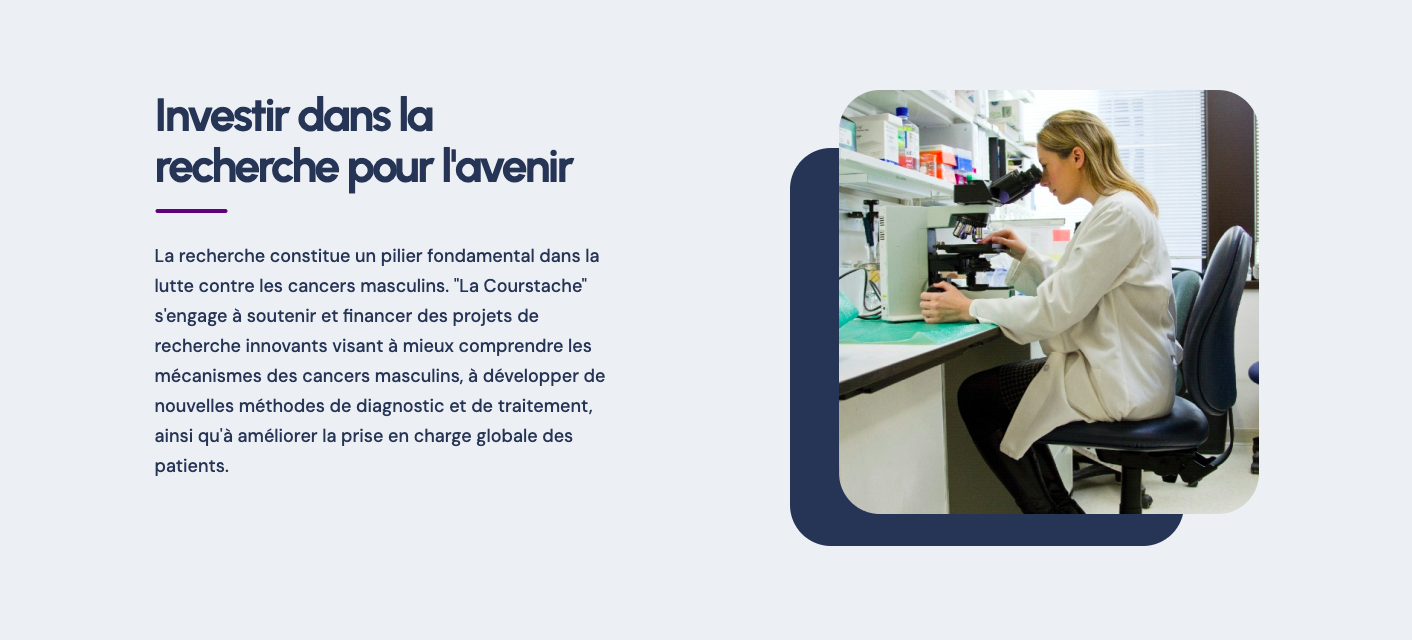 Investir dans la
recherche pour l'avenir
La recherche constitue un pilier fondamental dans la
lutte contre les cancers masculins. "La Courstache"
s'engage à soutenir et financer des projets de
recherche innovants visant à mieux comprendre les
mécanismes des cancers masculins, à développer de
nouvelles méthodes de diagnostic et de traitement,
ainsi qu'à améliorer la prise en charge globale des
patients.